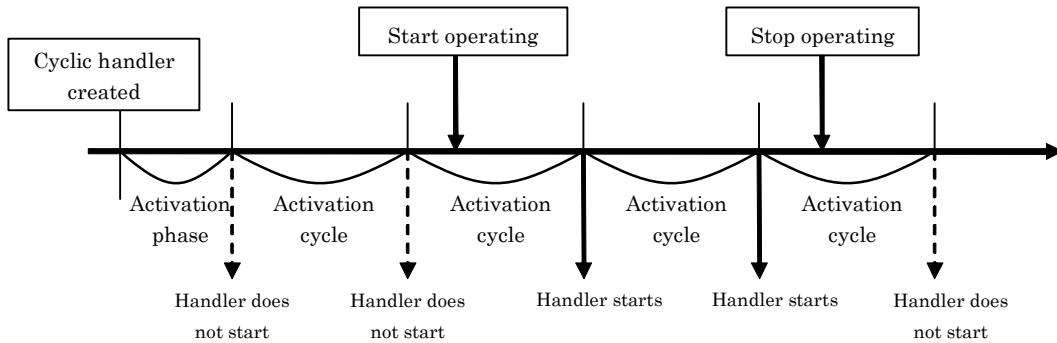 Start operating
Stop operating
Cyclic handler
created
Activation
phase
Activation
cycle
Activation
cycle
Activation
cycle
Activation
cycle
Handler does
not start
Handler does
not start
Handler starts
Handler starts
Handler does
not start